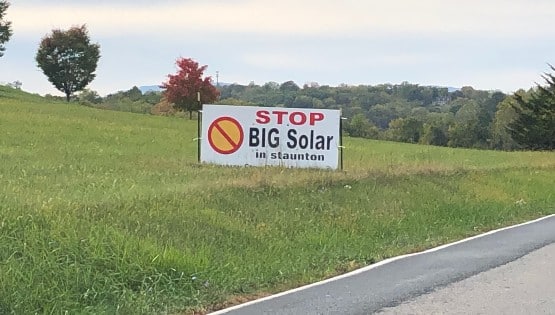 STOP
BIG Solar
in staunton